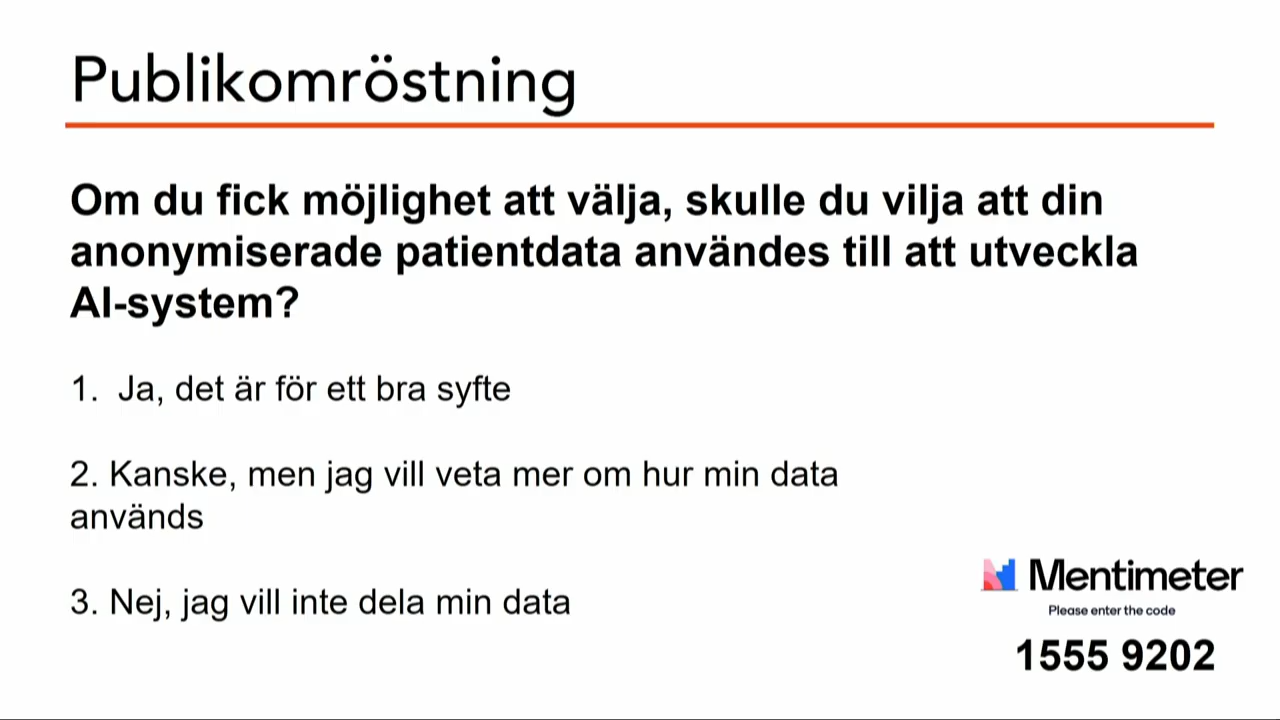 Publikomröstning
Om du fick möjlighet att välja, skulle du vilja att din
anonymiserade patientdata användes till att utveckla
AI-system?
1. Ja, det är för ett bra syfte
2. Kanske, men jag vill veta mer om hur min data
används
3. Nej, jag vill inte dela min data
Mentimeter
Please enter the code
1555 9202